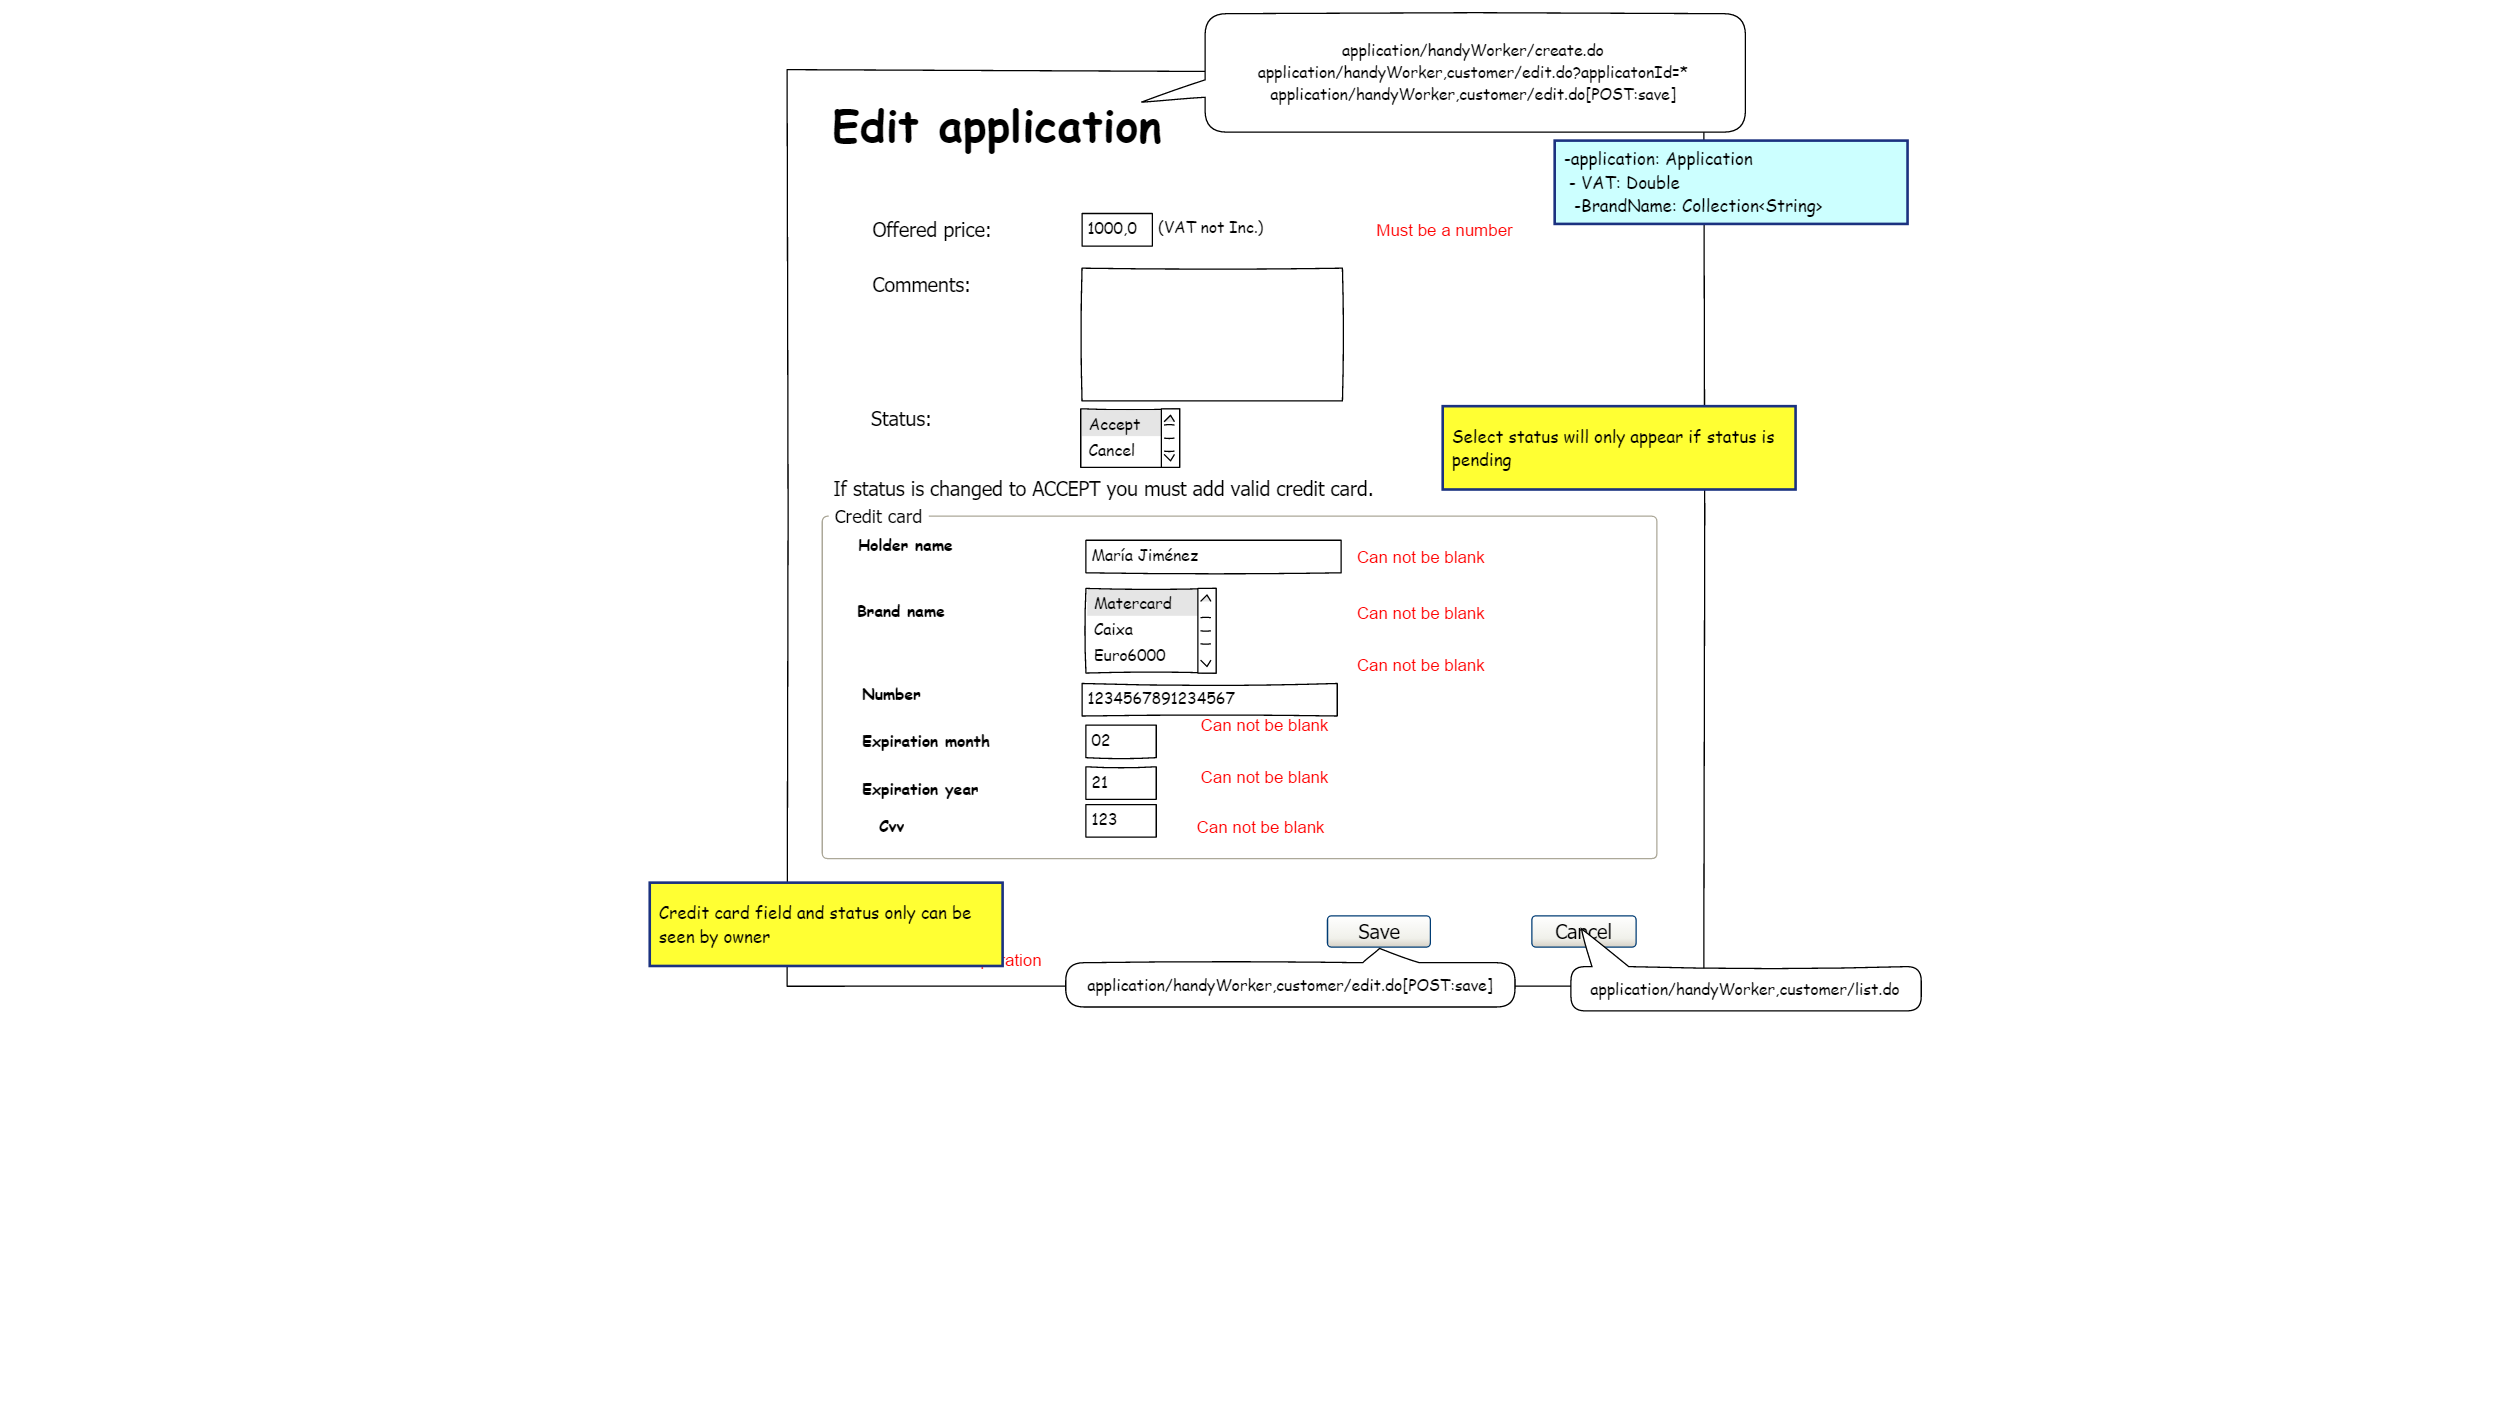 application/handyWorker/create.do
application/handyWorker,customer/edit.do?applicatonId=*
application/handyWorker,customer/edit.do[POST:save]
Edit application
-application: Application
- VAT: Double
-BrandName: Collection<String>
Offered price:
1000,0
(VAT not Inc.)
Must be a number
Comments:
Status:
Accept
Cancel
Select status will only appear if status is
pending
If status is changed to ACCEPT you must add valid credit card.
Credit card
Holder name
María Jiménez
Can not be blank
Brand name
Matercard
Caixa
Euro6000
Can not be blank
Can not be blank
Number
1234567891234567
Can not be blank
Expiration month
02
Expiration year
21
Can not be blank
Cvv
123
Can not be blank
Credit card field and status only can be
seen by owner
Save
Cancel
application/handyWorker,customer/edit.do[POST:save]
application/handyWorker,customer/list.do